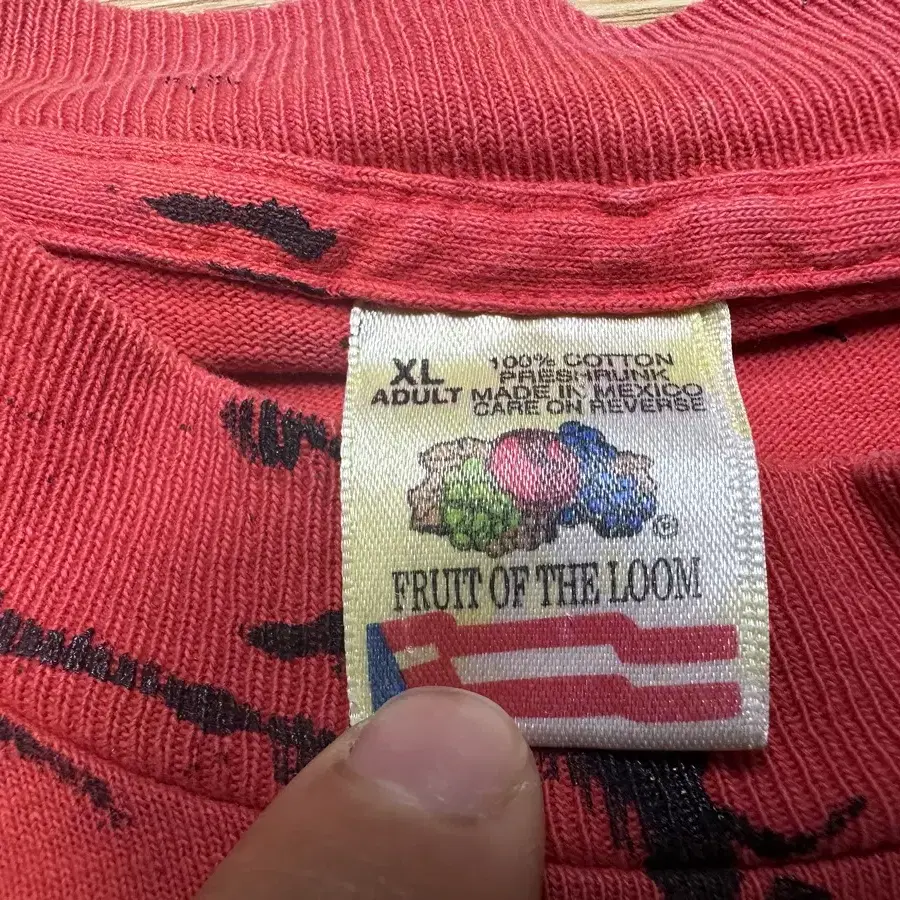 XL
ADULT
100% COTTON
PRESHRUNK
MADE IN MEXICO
CARE ON REVERSE
®
FRUIT OF THE LOOM